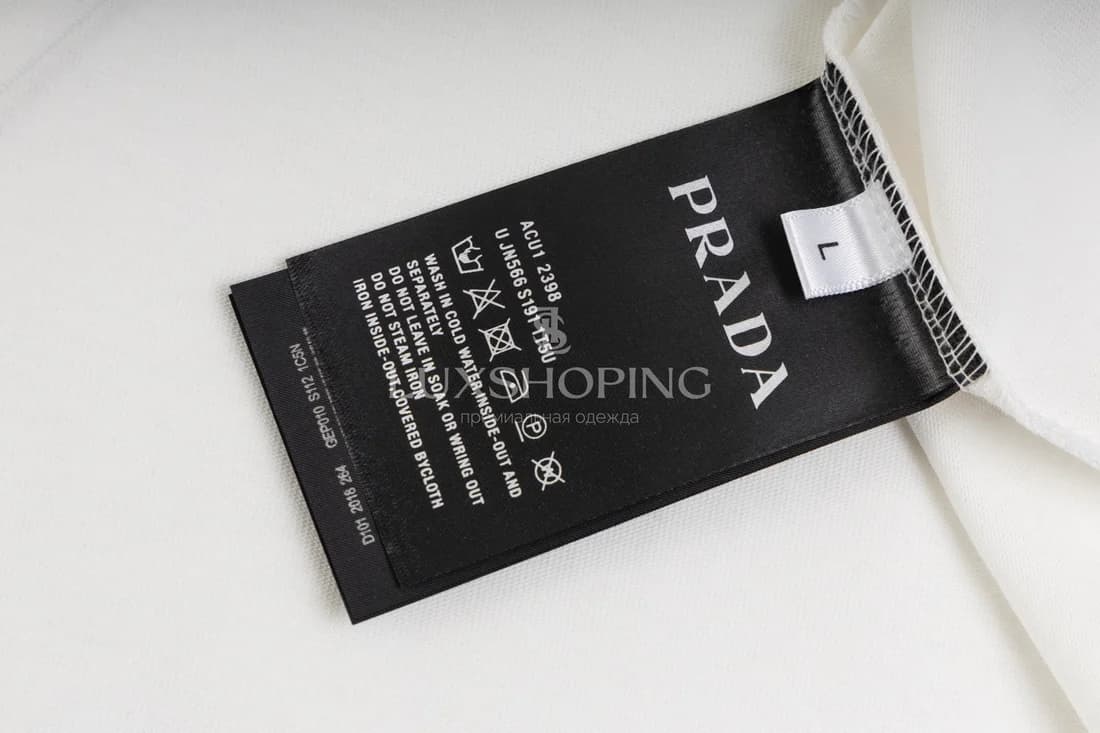 PRADA
L
ACU1 2398
U JN566 S191 175U
WASH IN COLD WATER,INSIDE-OUT AND
SEPARATELY
DO NOT LEAVE IN SOAK OR WRING OUT
DO NOT STEAM IRON
IRON INSIDE-OUT,COVERED BYCLOTH
D101 2018 264 GEP010 S112 1C5N
LUXSHOPING
премиальная одежда
P